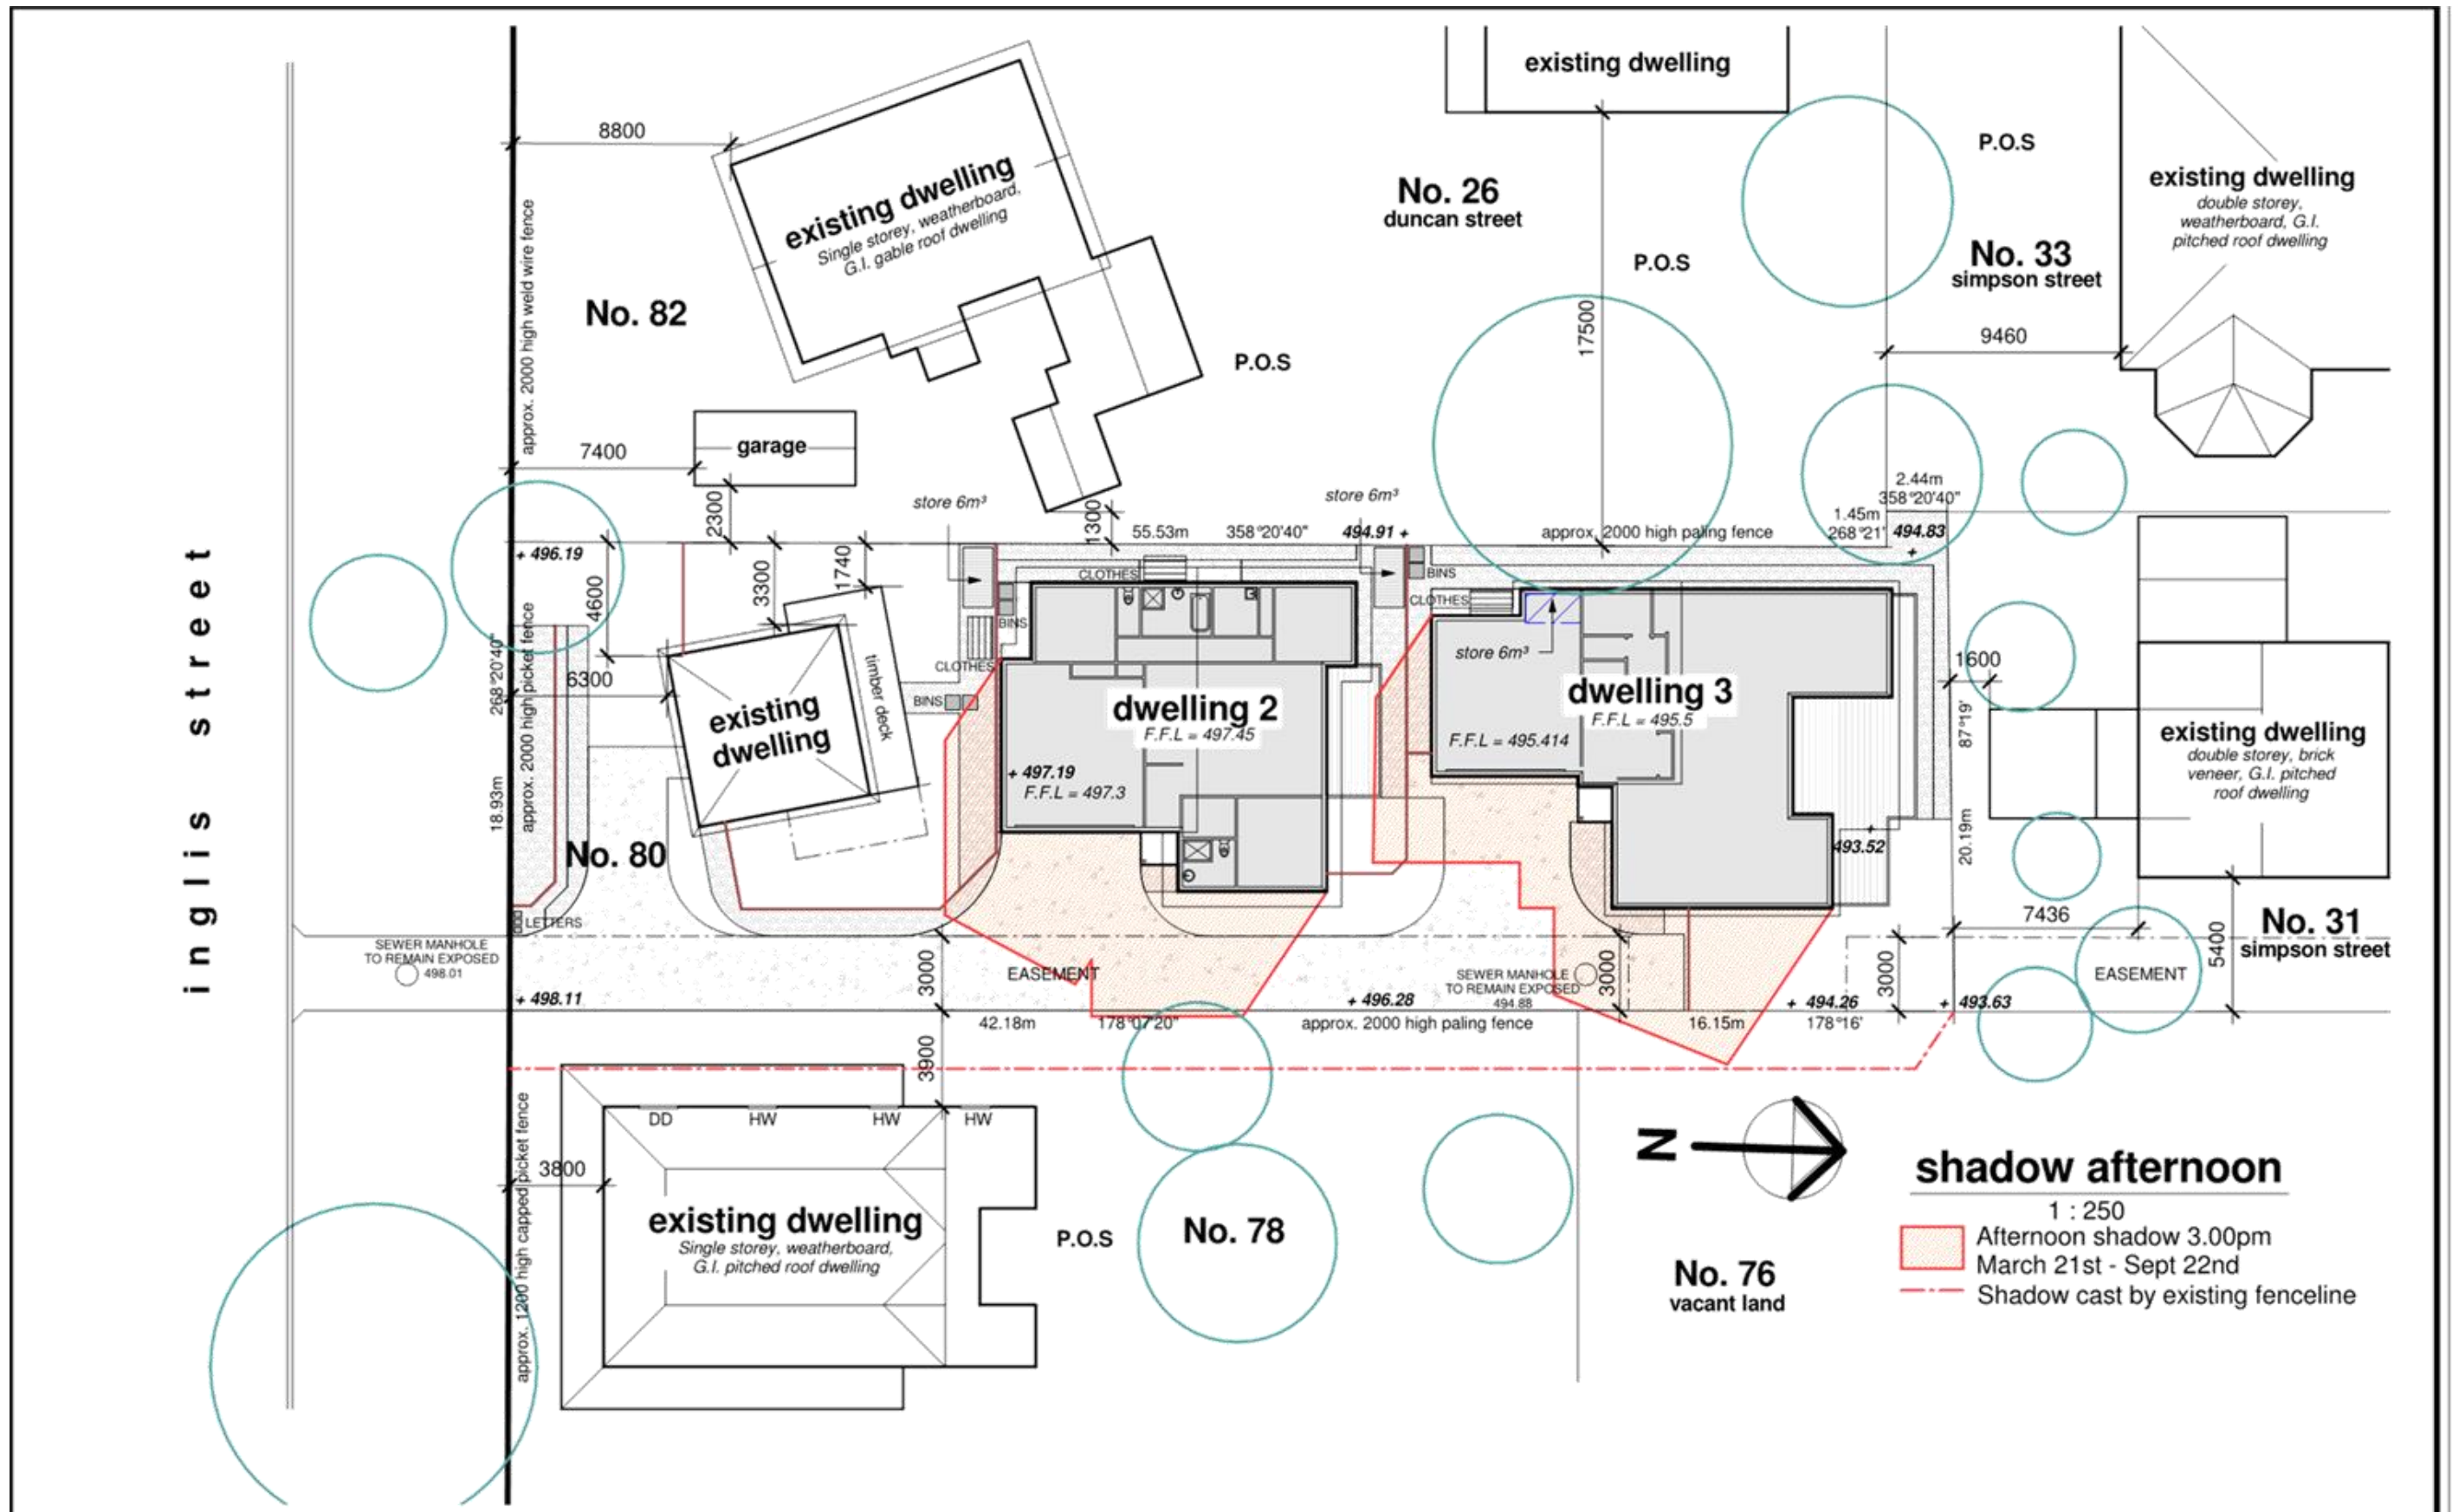 existing dwelling
8800
P.O.S
existing dwelling
double storey,
weatherboard, G.I.
pitched roof dwelling
existing dwelling
Single storey, weatherboard,
G.I. gable roof dwelling
No. 26
duncan street
No. 33
simpson street
P.O.S
approx. 2000 high weld wire fence
No. 82
17500
9460
P.O.S
7400
garage
2300
store 6m³
store 6m³
1300
55.53m
358°20'40"
494.91 +
approx. 2000 high paling fence
2.44m
358°20'40"
1.45m
268°21'
494.83
+
+ 496.19
4600
3300
1740
CLOTHES
BINS
CLOTHES
BINS
CLOTHES
BINS
inglis street
268°20'40"
18.93m
approx. 2000 high picket fence
6300
timber deck
existing
dwelling
dwelling 2
F.F.L = 497.45
+ 497.19
F.F.L = 497.3
store 6m³
dwelling 3
F.F.L = 495.5
F.F.L = 495.414
1600
87°19'
20.19m
existing dwelling
double storey, brick
veneer, G.I. pitched
roof dwelling
+
493.52
No. 80
LETTERS
SEWER MANHOLE
TO REMAIN EXPOSED
498.01
+ 498.11
3000
EASEMENT
+ 496.28
SEWER MANHOLE
TO REMAIN EXPOSED
494.88
3000
3000
+ 494.26
+ 493.63
7436
5400
No. 31
simpson street
EASEMENT
42.18m
178°07'20"
approx. 2000 high paling fence
16.15m
178°16'
3900
approx. 1200 high capped picket fence
DD
HW
HW
HW
3800
existing dwelling
Single storey, weatherboard,
G.I. pitched roof dwelling
P.O.S
No. 78
N
No. 76
vacant land
shadow afternoon
1 : 250
Afternoon shadow 3.00pm
March 21st - Sept 22nd
Shadow cast by existing fenceline